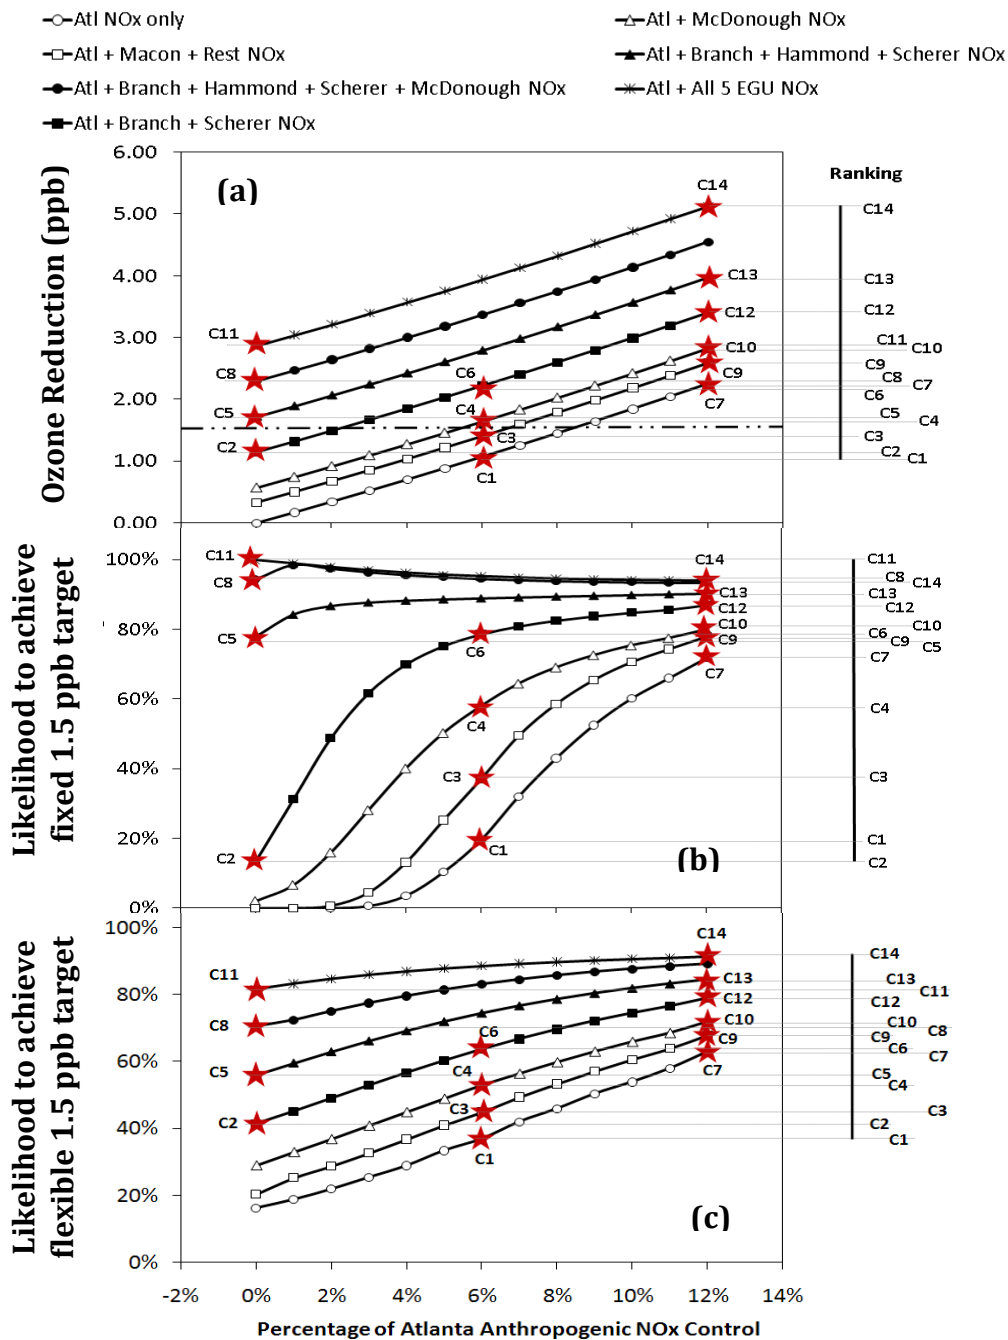 Atl NOx only
Atl + McDonough NOx
Atl + Macon + Rest NOx
Atl + Branch + Hammond + Scherer NOx
Atl + Branch + Hammond + Scherer + McDonough NOx
Atl + All 5 EGU NOx
Atl + Branch + Scherer NOx
Ozone Reduction (ppb)
6.00
5.00
4.00
3.00
2.00
1.00
0.00
(a)
C14
C13
C12
C11
C10
C9
C8
C7
C6
C5
C4
C3
C2
C1
Ranking
C14
C13
C12
C11
C10
C9
C8
C7
C6
C5
C4
C3
C2
C1
Likelihood to achieve
fixed 1.5 ppb target
100%
80%
60%
40%
20%
0%
(b)
C11
C8
C14
C13
C12
C10
C9
C7
C5
C6
C4
C3
C1
C2
C11
C8
C14
C13
C12
C10
C6
C9
C5
C7
C4
C3
C1
C2
Likelihood to achieve
flexible 1.5 ppb target
100%
80%
60%
40%
20%
0%
(c)
C14
C11
C13
C12
C8
C10
C6
C9
C7
C5
C4
C3
C2
C1
C14
C13
C11
C12
C10
C8
C9
C6
C7
C5
C4
C3
C2
C1
-2%
0%
2%
4%
6%
8%
10%
12%
14%
Percentage of Atlanta Anthropogenic NOx Control